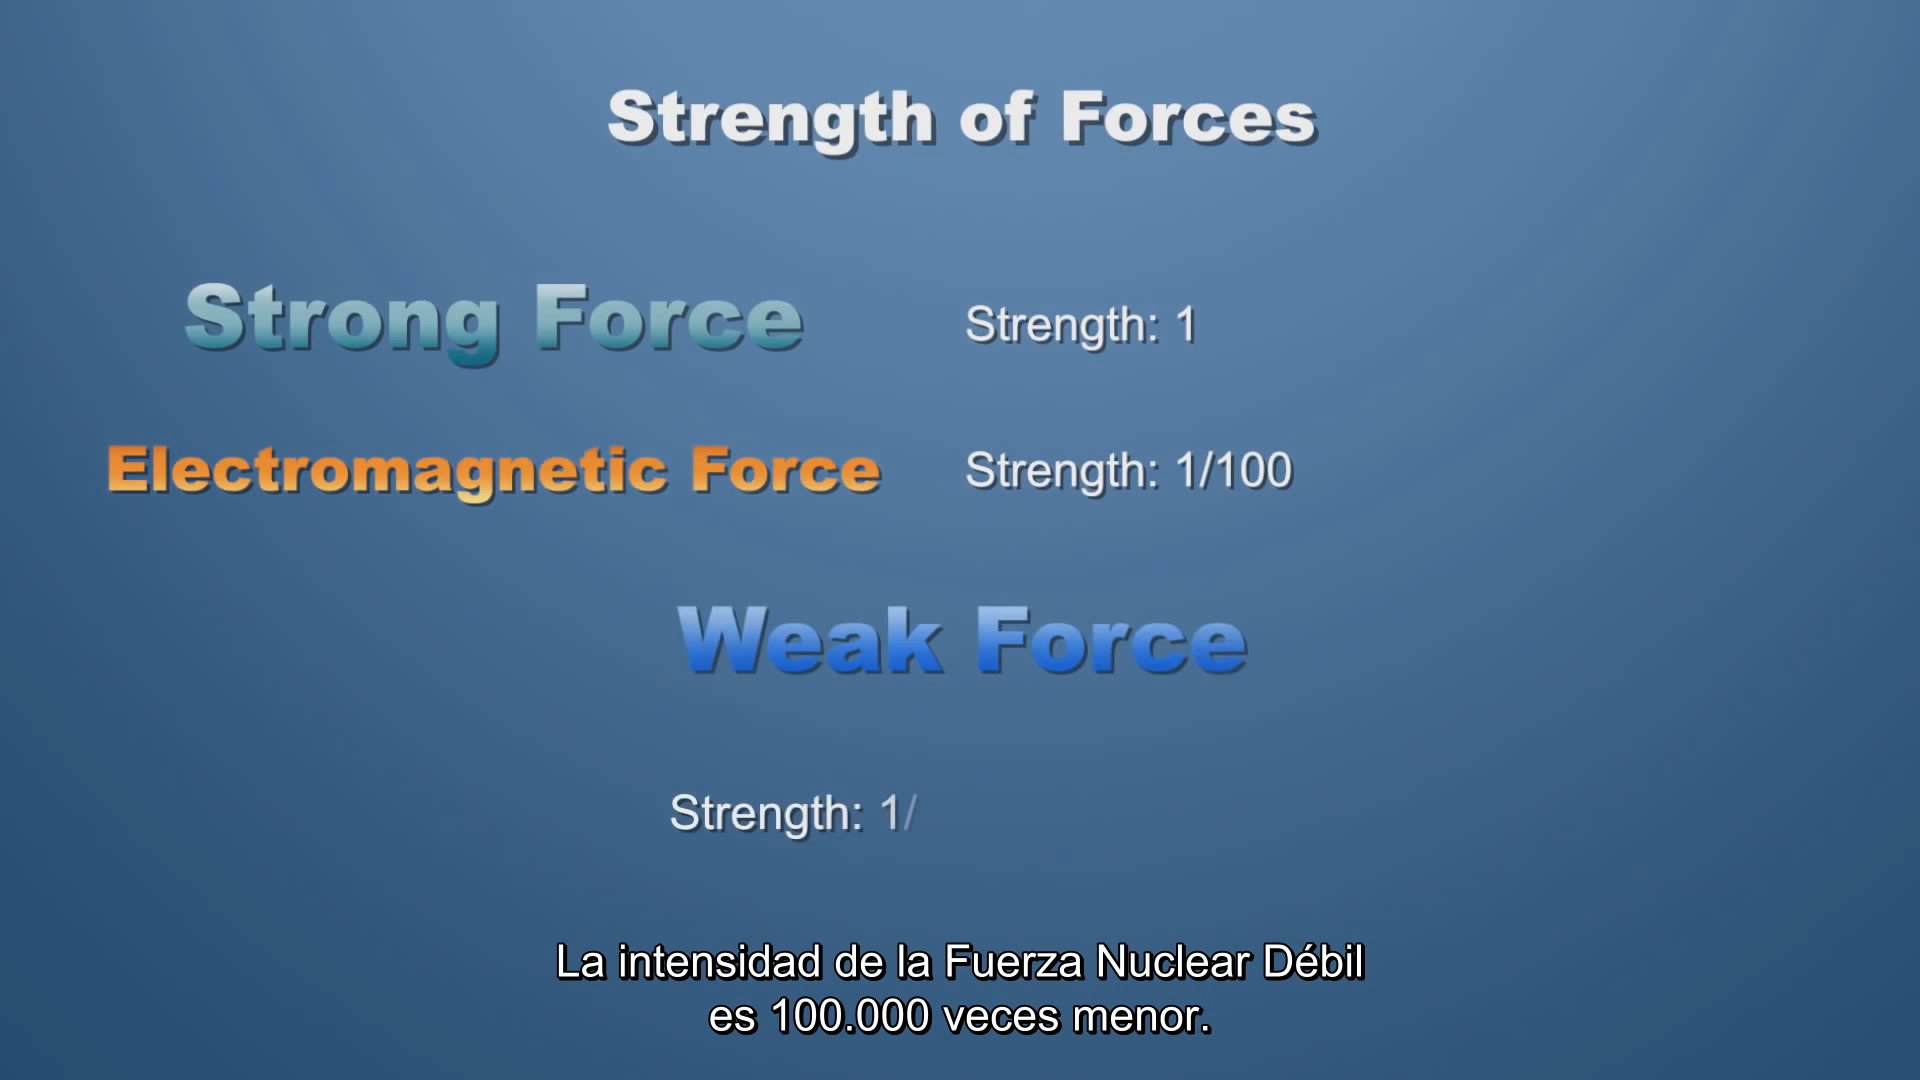 Strength of Forces
Strong Force Strength: 1
Electromagnetic Force Strength: 1/100
Weak Force
Strength: 1/
La intensidad de la Fuerza Nuclear Débil
es 100.000 veces menor.